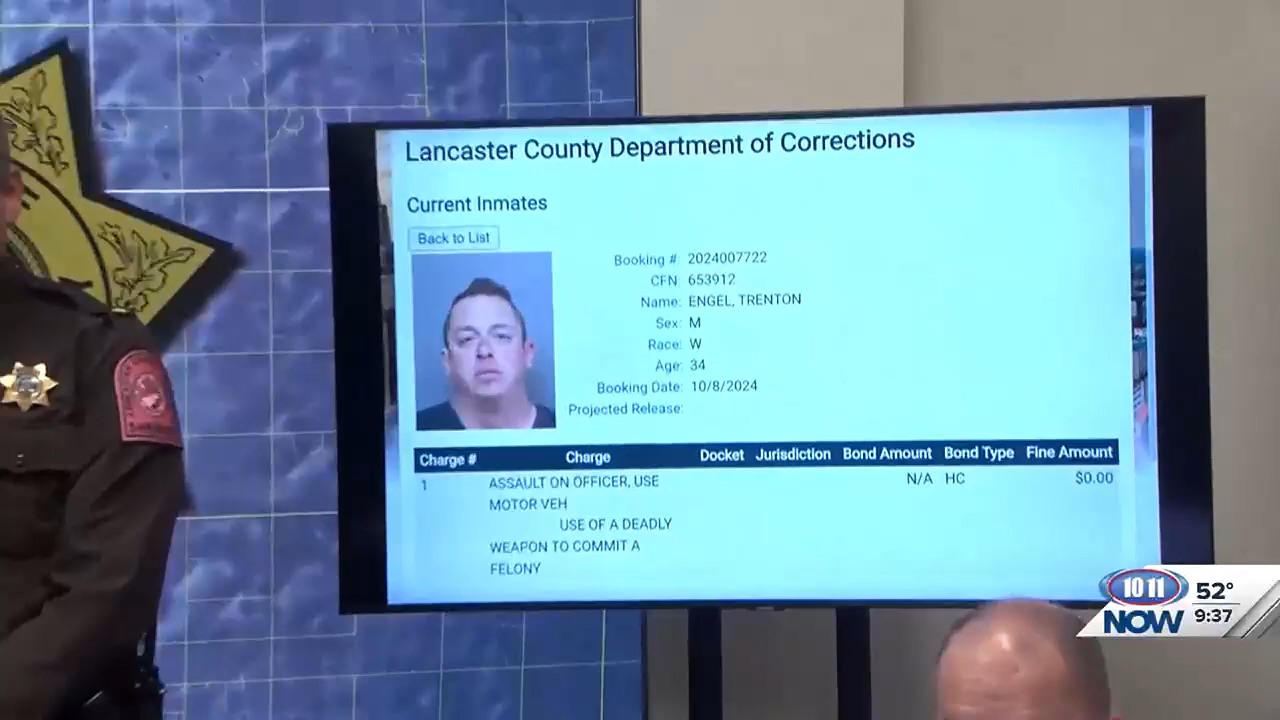 Lancaster County Department of Corrections
Current Inmates
Back to List
Booking #: 2024007722
CFN: 653912
Name: ENGEL, TRENTON
Sex: M
Race: W
Age: 34
Booking Date: 10/8/2024
Projected Release:
Charge # Charge Docket Jurisdiction Bond Amount Bond Type Fine Amount
1 ASSAULT ON OFFICER, USE N/A HC $0.00
MOTOR VEH
USE OF A DEADLY
WEAPON TO COMMIT A
FELONY
1011 52°
NOW 9:37